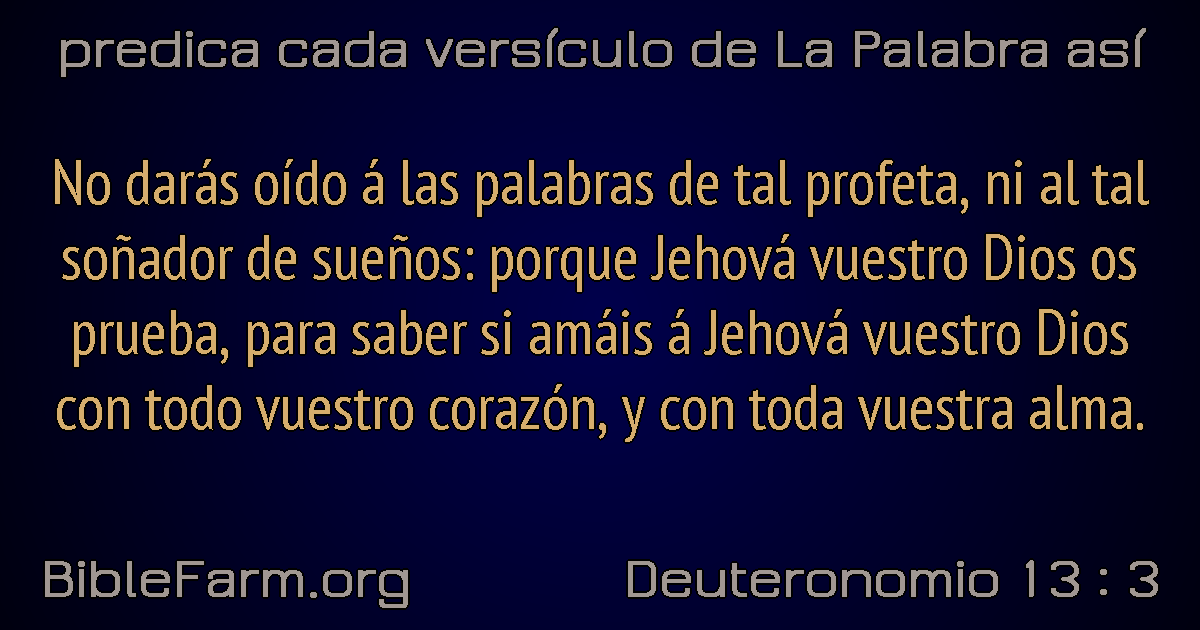 predica cada versículo de La Palabra así
No darás oído á las palabras de tal profeta, ni al tal
soñador de sueños: porque Jehová vuestro Dios os
prueba, para saber si amáis á Jehová vuestro Dios
con todo vuestro corazón, y con toda vuestra alma.
BibleFarm.org
Deuteronomio 13 : 3